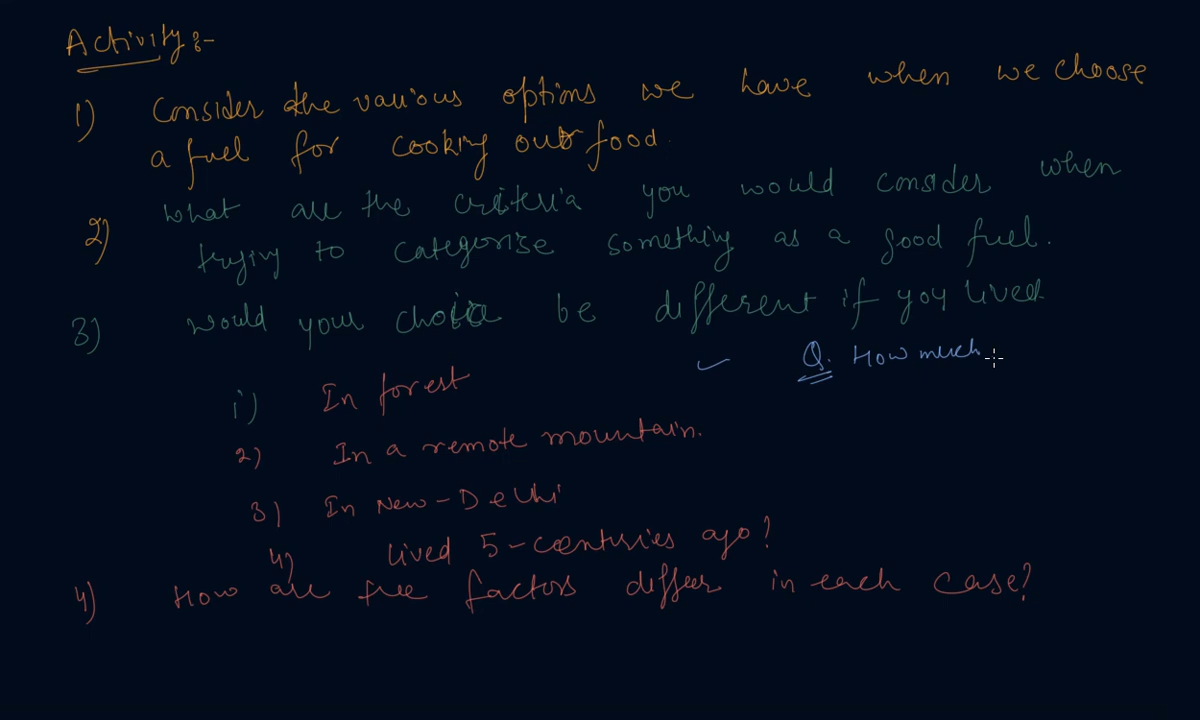 Activity:-
1) Consider the various options we have when we choose
a fuel for cooking our food.
2) What are the criteria you would consider when
trying to categorise something as a good fuel.
3) Would your choice be different if you lived
Q. How much
i) In forest
2) In a remote mountain.
3) In New-Delhi
4) lived 5-centuries ago?
4) How are the factors differ in each case?